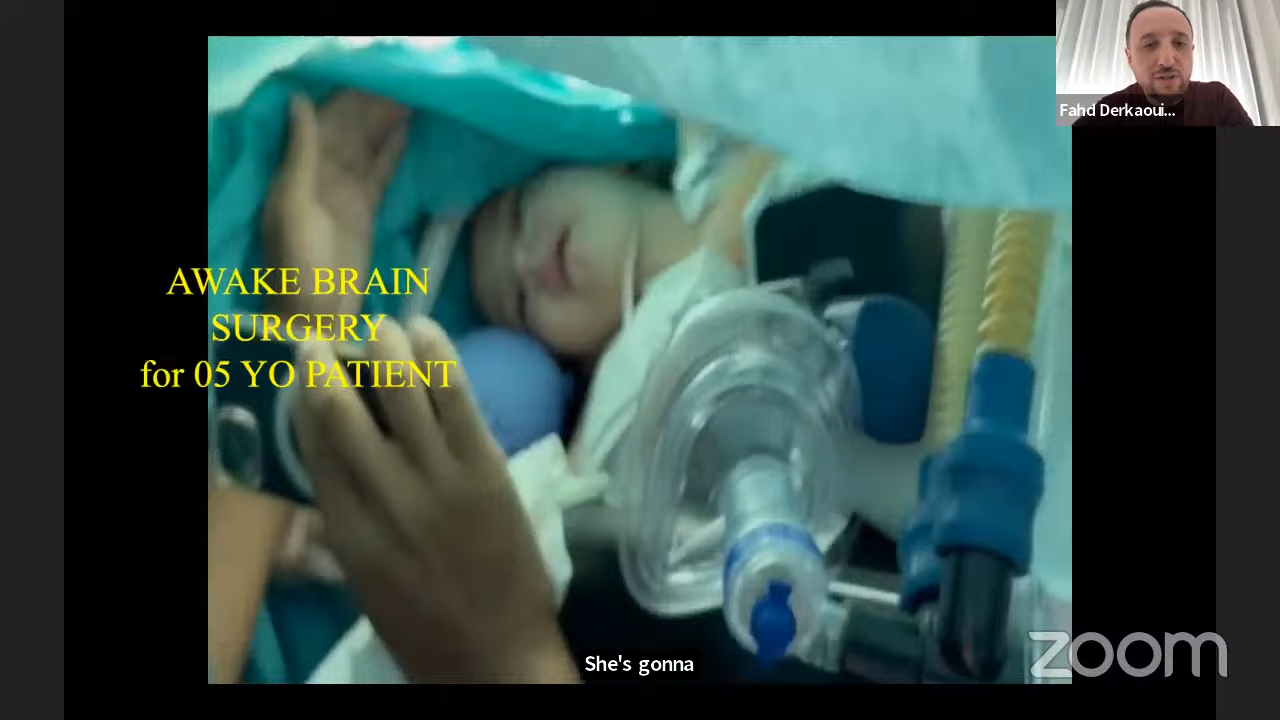 Fahd Derkaoui...
AWAKE BRAIN
SURGERY
for 05 YO PATIENT
She's gonna
zoom